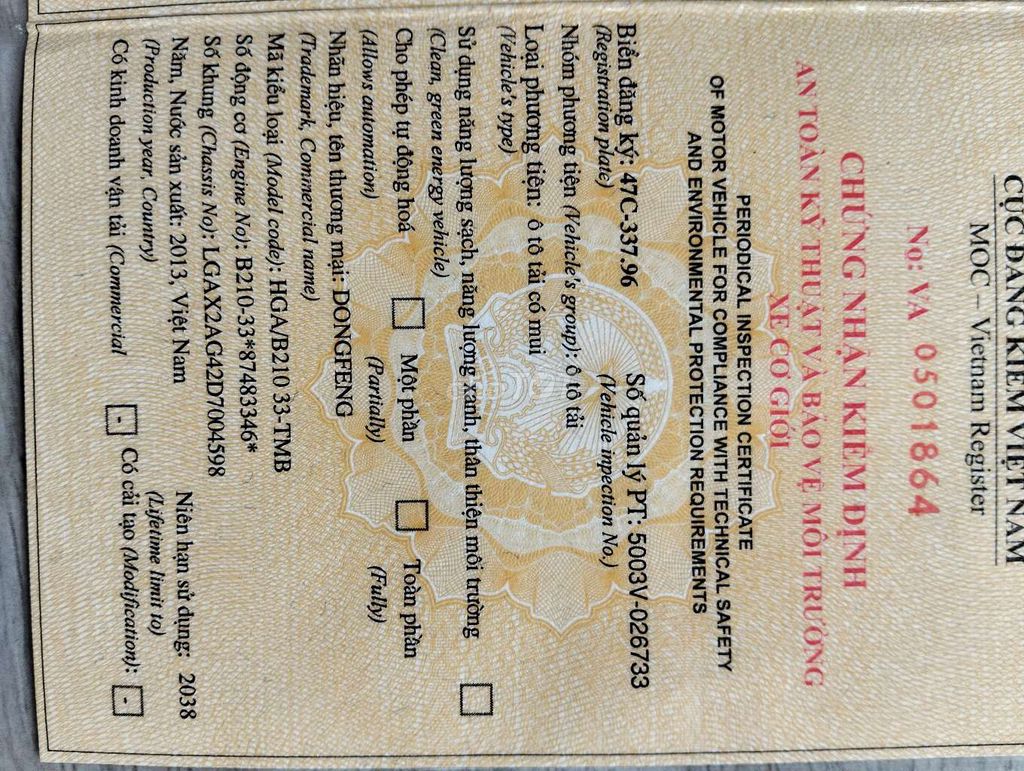 CỤC ĐĂNG KIỂM VIỆT NAM
MOC – Vietnam Register
No: VA 0501864
CHỨNG NHẬN KIỂM ĐỊNH
AN TOÀN KỸ THUẬT VÀ BẢO VỆ MÔI TRƯỜNG
XE CƠ GIỚI
PERIODICAL INSPECTION CERTIFICATE
OF MOTOR VEHICLE FOR COMPLIANCE WITH TECHNICAL SAFETY
AND ENVIRONMENTAL PROTECTION REQUIREMENTS
Biển đăng ký: 47C-337.96 Số quản lý PT: 5003V-026733
(Registration plate) (Vehicle inpection No.)
Nhóm phương tiện (Vehicle's group): ô tô tải
Loại phương tiện: ô tô tải có mui
(Vehicle's type)
Sử dụng năng lượng sạch, năng lượng xanh, thân thiện môi trường
(Clean, green energy vehicle)
Cho phép tự động hoá Một phần Toàn phần
(Allows automation) (Partially) (Fully)
Nhãn hiệu, tên thương mại: DONGFENG
(Trademark, Commercial name)
Mã kiểu loại (Model code): HGA/B210 33-TMB
Số động cơ (Engine No): B210-33*87483346*
Số khung (Chassis No): LGAX2AG42D7004598
Năm, Nước sản xuất: 2013, Việt Nam Niên hạn sử dụng: 2038
(Production year, Country) (Lifetime limit to)
Có kinh doanh vận tải (Commercial - Có cải tạo (Modification): -